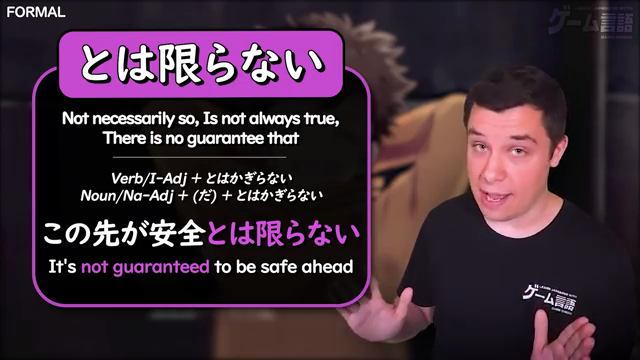 FORMAL
ゲーム言語
とは限らない
Not necessarily so, Is not always true,
There is no guarantee that
Verb/I-Adj + とはかぎらない
Noun/Na-Adj + (だ) + とはかぎらない
この先が安全とは限らない
It's not guaranteed to be safe ahead
ゲーム言語